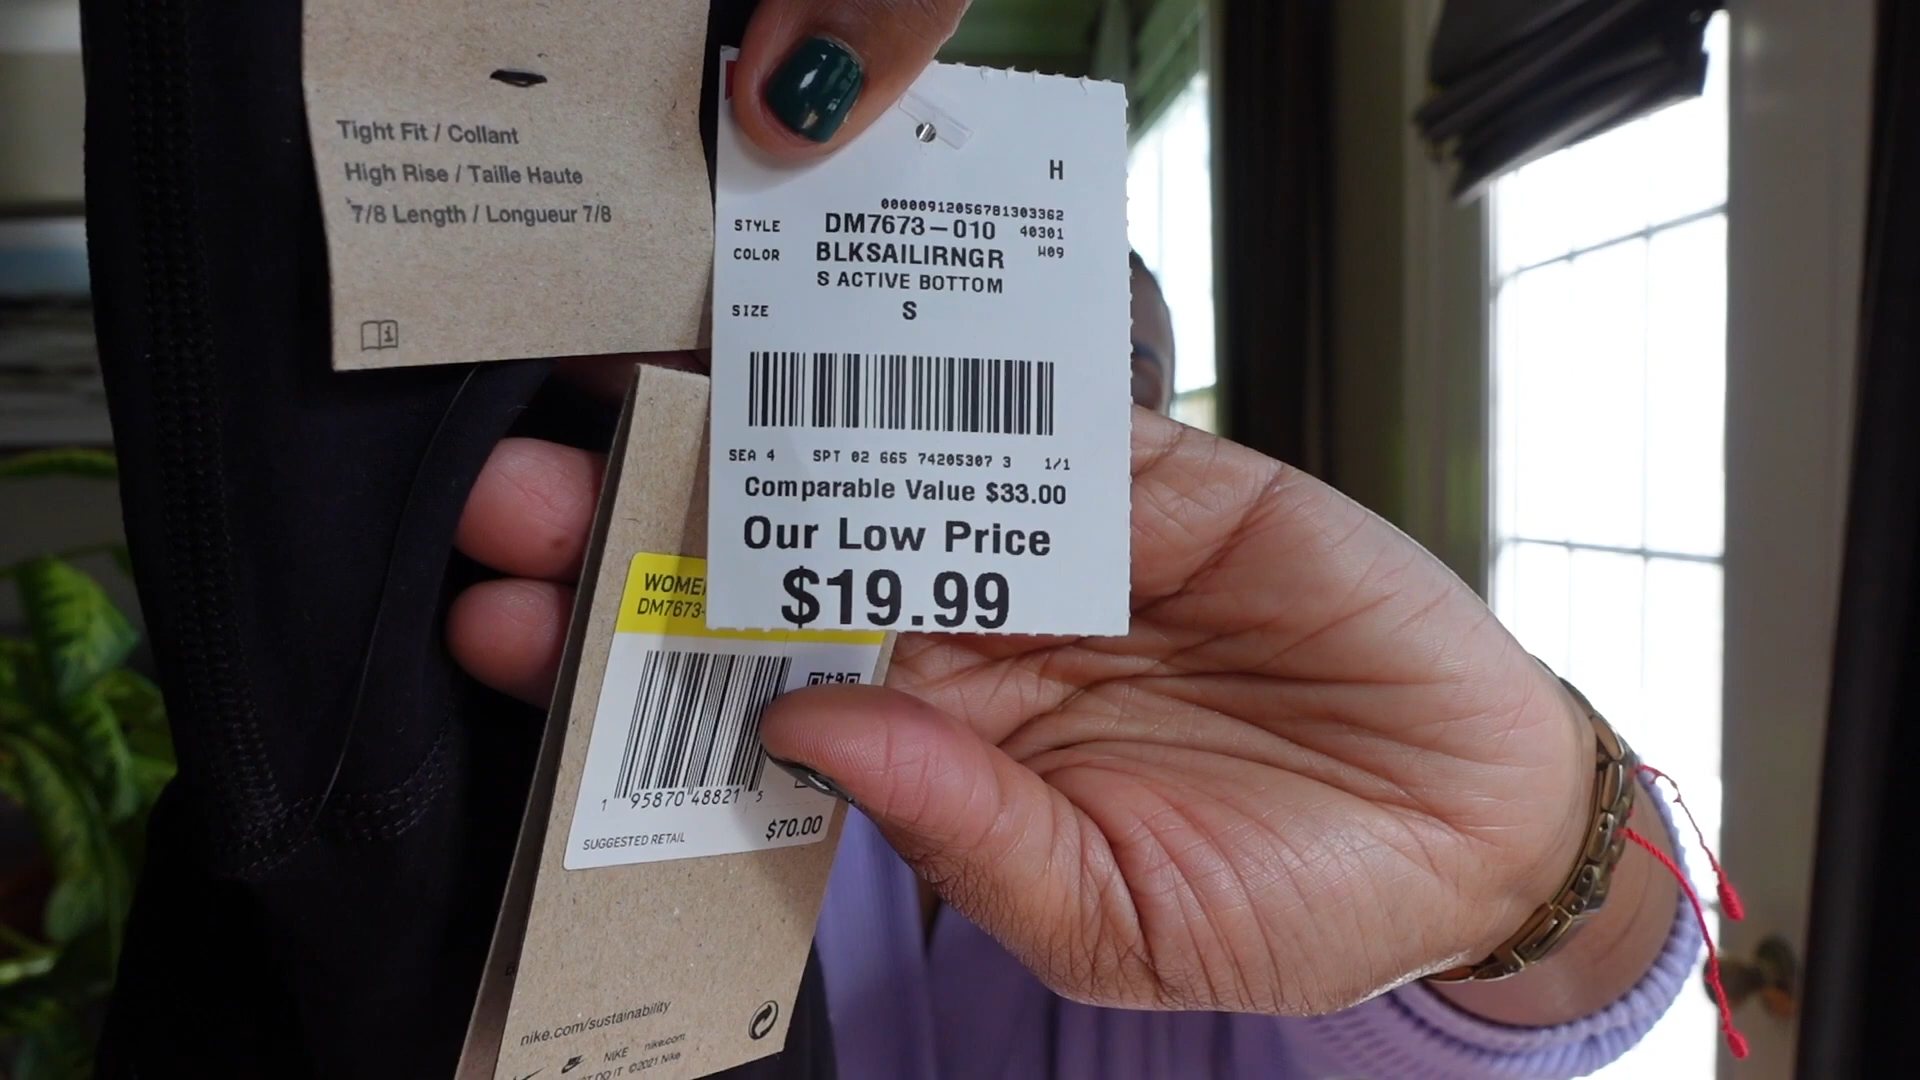 Tight Fit / Collant
High Rise / Taille Haute
7/8 Length / Longueur 7/8
H
00000912056781303362
STYLE DM7673-010 40301
COLOR BLKSAILIRNGR W09
S ACTIVE BOTTOM
SIZE S
SEA 4 SPT 02 665 74205307 3 1/1
Comparable Value $33.00
Our Low Price
$19.99
DM7673-
1 95870 48821 5
SUGGESTED RETAIL $70.00
nike.com/sustainability
NIKE nike.com
DO IT ©2021 Nike